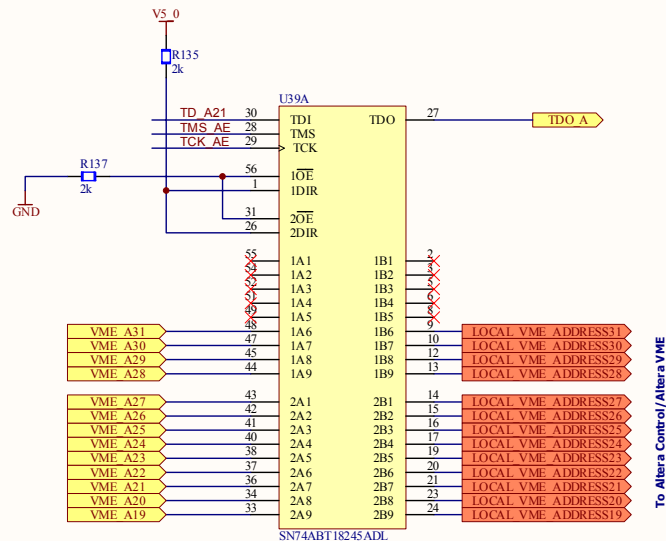 V5_0
R135
2k
U39A
TD_A21 30 TDI TDO 27 TDO_A
TMS_AE 28 TMS
TCK_AE 29 TCK
R137
2k
GND
56 1OE
1 1DIR
31 2OE
26 2DIR
55 1A1 1B1 2
54 1A2 1B2 3
52 1A3 1B3 5
51 1A4 1B4 6
49 1A5 1B5 8
VME_A31 48 1A6 1B6 9 LOCAL_VME_ADDRESS31
VME_A30 47 1A7 1B7 10 LOCAL_VME_ADDRESS30
VME_A29 45 1A8 1B8 12 LOCAL_VME_ADDRESS29
VME_A28 44 1A9 1B9 13 LOCAL_VME_ADDRESS28
VME_A27 43 2A1 2B1 14 LOCAL_VME_ADDRESS27
VME_A26 42 2A2 2B2 15 LOCAL_VME_ADDRESS26
VME_A25 41 2A3 2B3 16 LOCAL_VME_ADDRESS25
VME_A24 40 2A4 2B4 17 LOCAL_VME_ADDRESS24
VME_A23 38 2A5 2B5 19 LOCAL_VME_ADDRESS23
VME_A22 37 2A6 2B6 20 LOCAL_VME_ADDRESS22
VME_A21 36 2A7 2B7 21 LOCAL_VME_ADDRESS21
VME_A20 34 2A8 2B8 23 LOCAL_VME_ADDRESS20
VME_A19 33 2A9 2B9 24 LOCAL_VME_ADDRESS19
SN74ABT18245ADL
To Altera Control/Altera VME